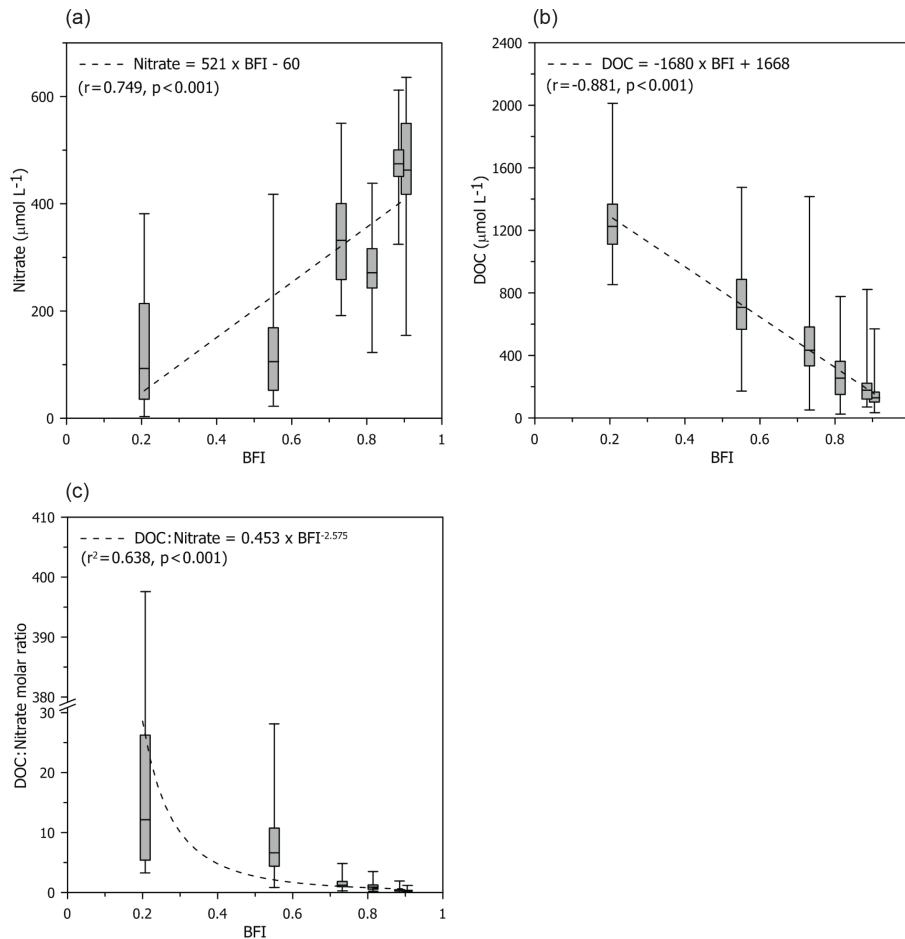 (a)
Nitrate = 521 x BFI - 60
(r=0.749, p<0.001)
600
400
200
0
Nitrate (μmol L-1)
0 0.2 0.4 0.6 0.8 1
BFI
(b)
DOC = -1680 x BFI + 1668
(r=-0.881, p<0.001)
2400
2000
1600
1200
800
400
0
DOC (μmol L-1)
0 0.2 0.4 0.6 0.8
BFI
(c)
DOC:Nitrate = 0.453 x BFI-2.575
(r2=0.638, p<0.001)
410
400
390
380
30
20
10
0
DOC:Nitrate molar ratio
0 0.2 0.4 0.6 0.8 1
BFI